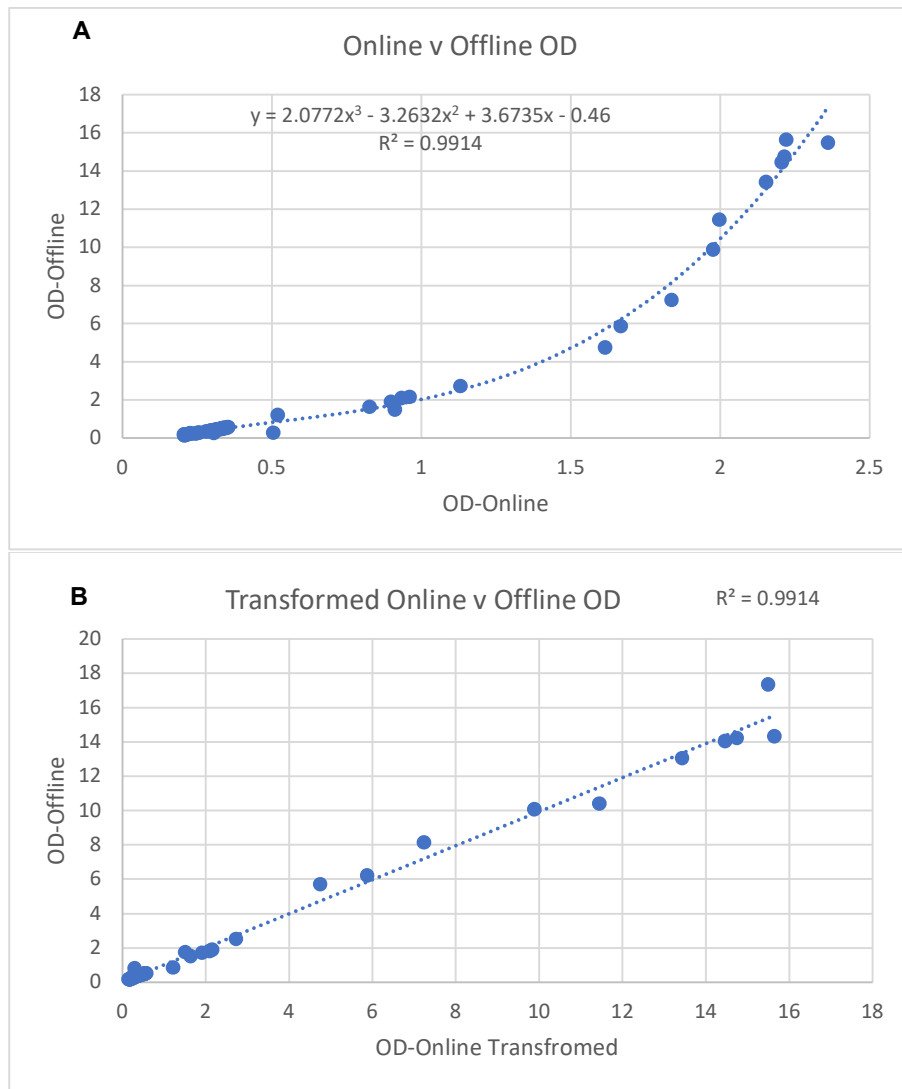 A
Online v Offline OD
y = 2.0772x³ - 3.2632x² + 3.6735x - 0.46
R² = 0.9914
18
16
14
12
10
8
6
4
2
0
OD-Offline
0 0.5 1 1.5 2 2.5
OD-Online
B
Transformed Online v Offline OD
R² = 0.9914
20
18
16
14
12
10
8
6
4
2
0
OD-Offline
0 2 4 6 8 10 12 14 16 18
OD-Online Transfromed